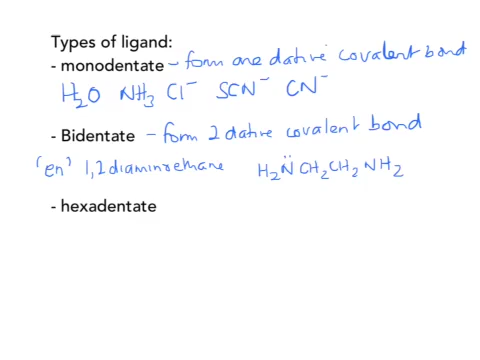 Types of ligand:
- monodentate - form one dative covalent bond
H₂O NH₃ Cl⁻ SCN⁻ CN⁻
- Bidentate - form 2 dative covalent bond
'en' 1,2 diaminoethane H₂N̈CH₂CH₂NH₂
- hexadentate